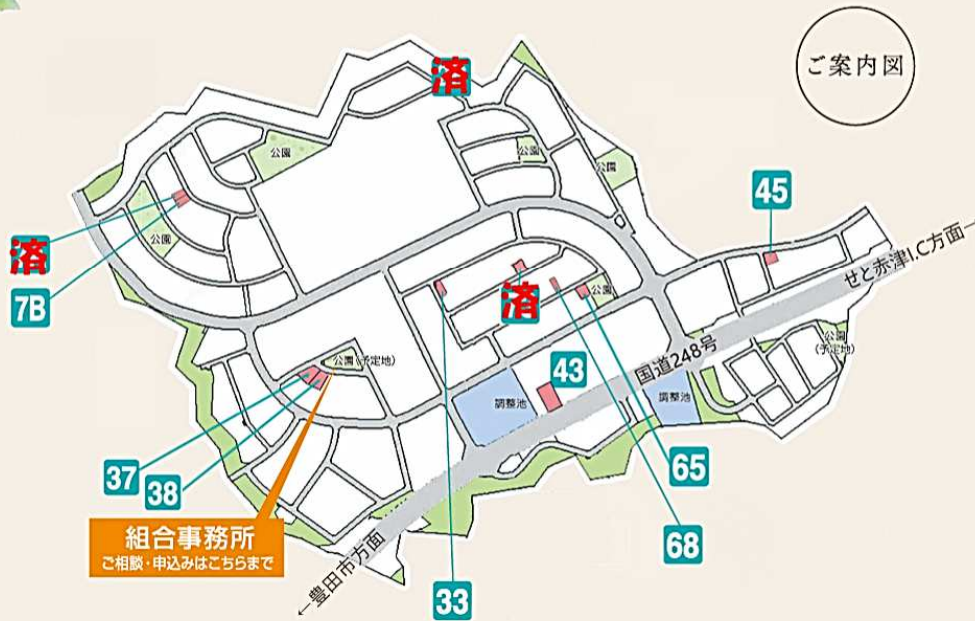 ご案内図
済
公園
公園
公園
45
せと赤津I.C方面→
済
7B
公園
済
公園
国道248号
公園
(予定地)
公園(予定地)
43
調整池
調整池
37
38
65
68
組合事務所
ご相談・申込みはこちらまで
←豊田市方面
33